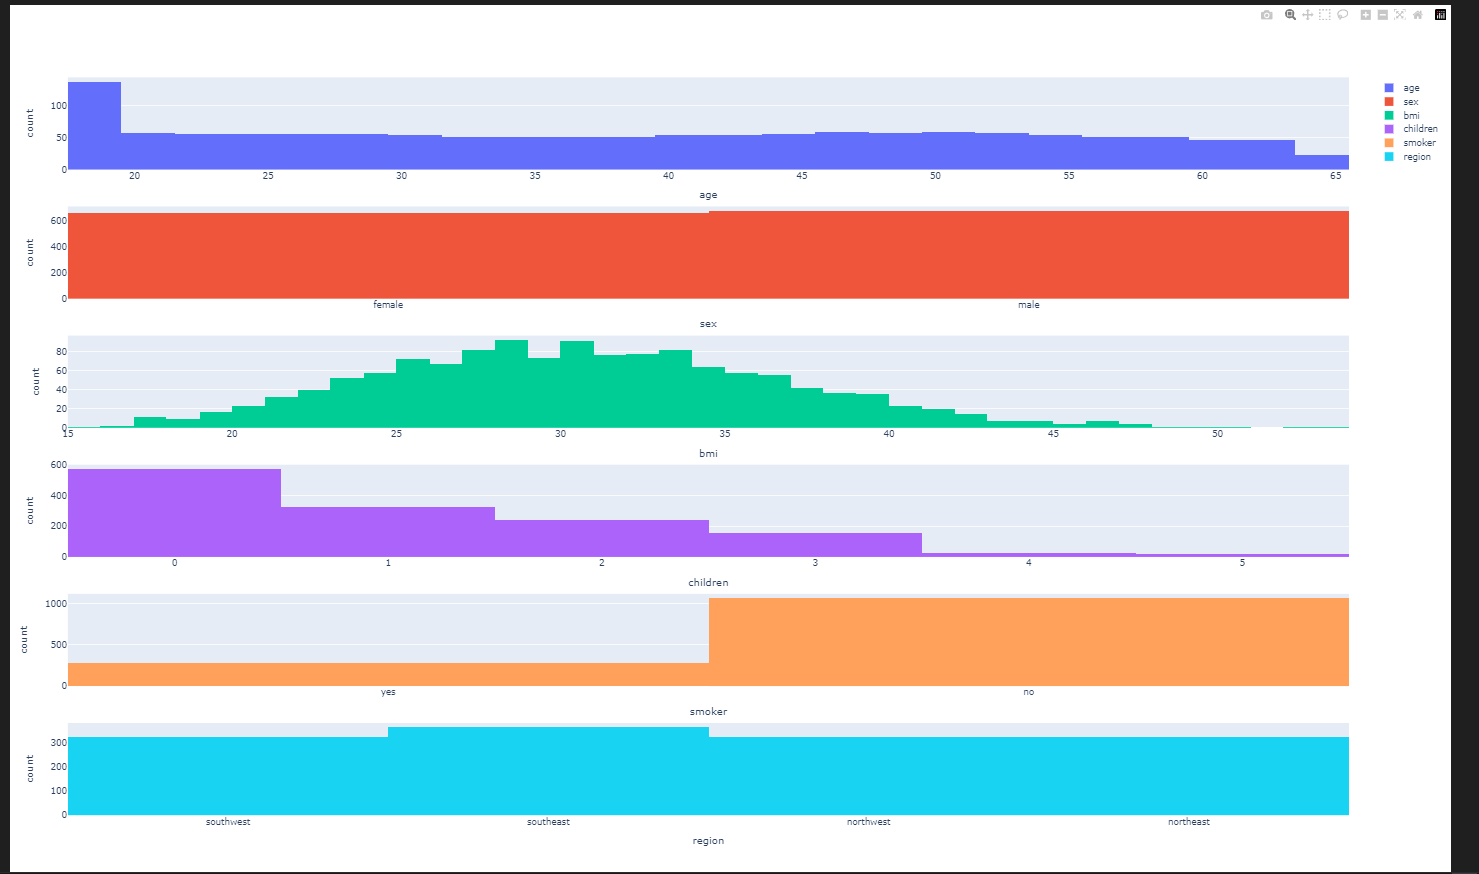 100
50
0
count
20 25 30 35 40 45 50 55 60 65
age
age
sex
bmi
children
smoker
region
600
400
200
0
count
female male
sex
80
60
40
20
0
count
15 20 25 30 35 40 45 50
bmi
600
400
200
0
count
0 1 2 3 4 5
children
1000
500
0
count
yes no
smoker
300
200
100
0
count
southwest southeast northwest northeast
region